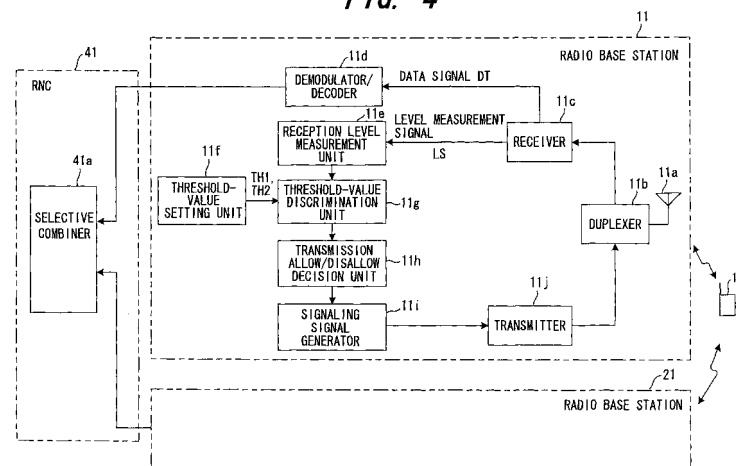 FIG. 4
11
RADIO BASE STATION
41
RNC
11d
DEMODULATOR/
DECODER
DATA SIGNAL DT
11c
RECEIVER
LEVEL MEASUREMENT
SIGNAL
LS
11e
RECEPTION LEVEL
MEASUREMENT
UNIT
11a
11b
DUPLEXER
11f
THRESHOLD-
VALUE
SETTING UNIT
TH1,
TH2
THRESHOLD-VALUE
DISCRIMINATION
UNIT
11g
41a
SELECTIVE
COMBINER
TRANSMISSION
ALLOW/DISALLOW
DECISION UNIT
11h
SIGNALING
SIGNAL
GENERATOR
11i
11j
TRANSMITTER
1
21
RADIO BASE STATION